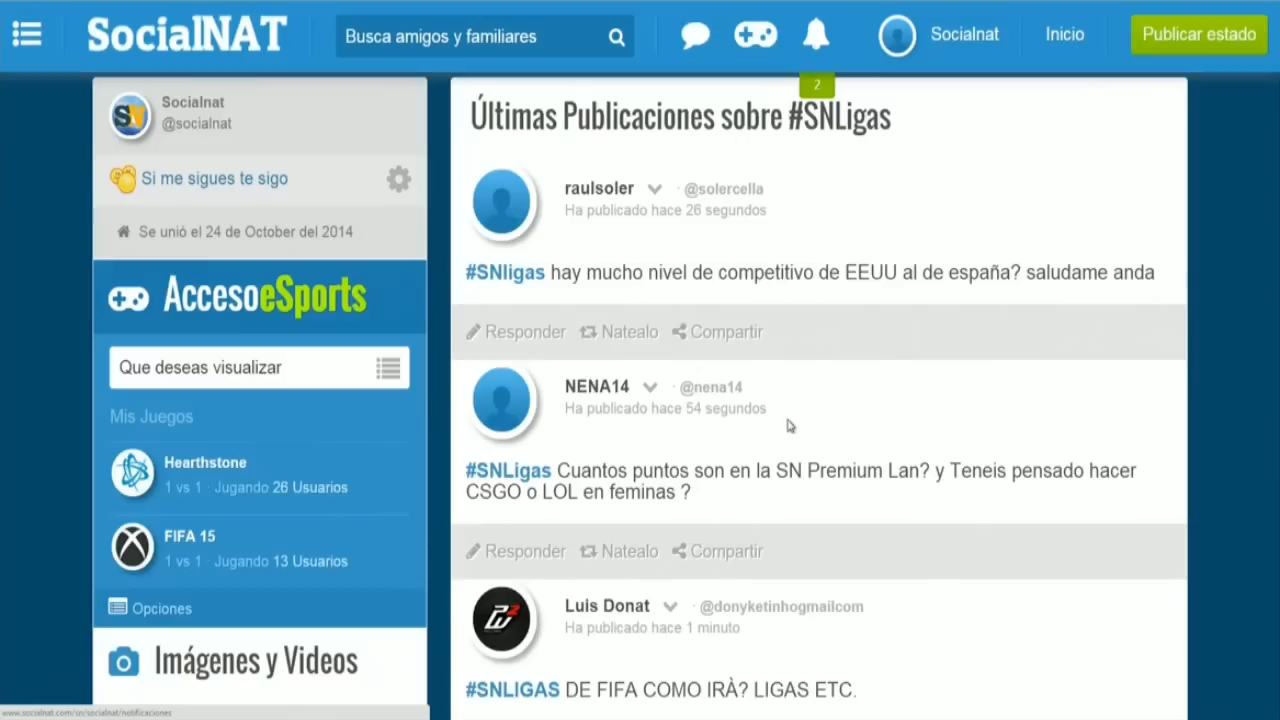 SocialNAT
Busca amigos y familiares
Socialnat
Inicio
Publicar estado
2
Socialnat
@socialnat
Si me sigues te sigo
Se unió el 24 de October del 2014
AccesoeSports
Que deseas visualizar
Mis Juegos
Hearthstone
1 vs 1 · Jugando 26 Usuarios
FIFA 15
1 vs 1 · Jugando 13 Usuarios
Opciones
Imágenes y Videos
www.socialnat.com/sn/socialnat/notificaciones
Últimas Publicaciones sobre #SNLigas
raulsoler · @solercella
Ha publicado hace 26 segundos
#SNligas hay mucho nivel de competitivo de EEUU al de españa? saludame anda
Responder Natealo Compartir
NENA14 · @nena14
Ha publicado hace 54 segundos
#SNLigas Cuantos puntos son en la SN Premium Lan? y Teneis pensado hacer
CSGO o LOL en feminas ?
Responder Natealo Compartir
Luis Donat · @donyketinhogmailcom
Ha publicado hace 1 minuto
#SNLIGAS DE FIFA COMO IRÀ? LIGAS ETC.